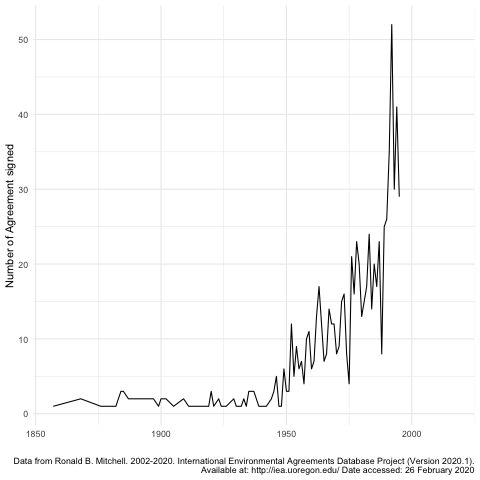 Number of Agreement signed
50
40
30
20
10
0
1850 1900 1950 2000
Data from Ronald B. Mitchell. 2002-2020. International Environmental Agreements Database Project (Version 2020.1).
Available at: http://iea.uoregon.edu/ Date accessed: 26 February 2020